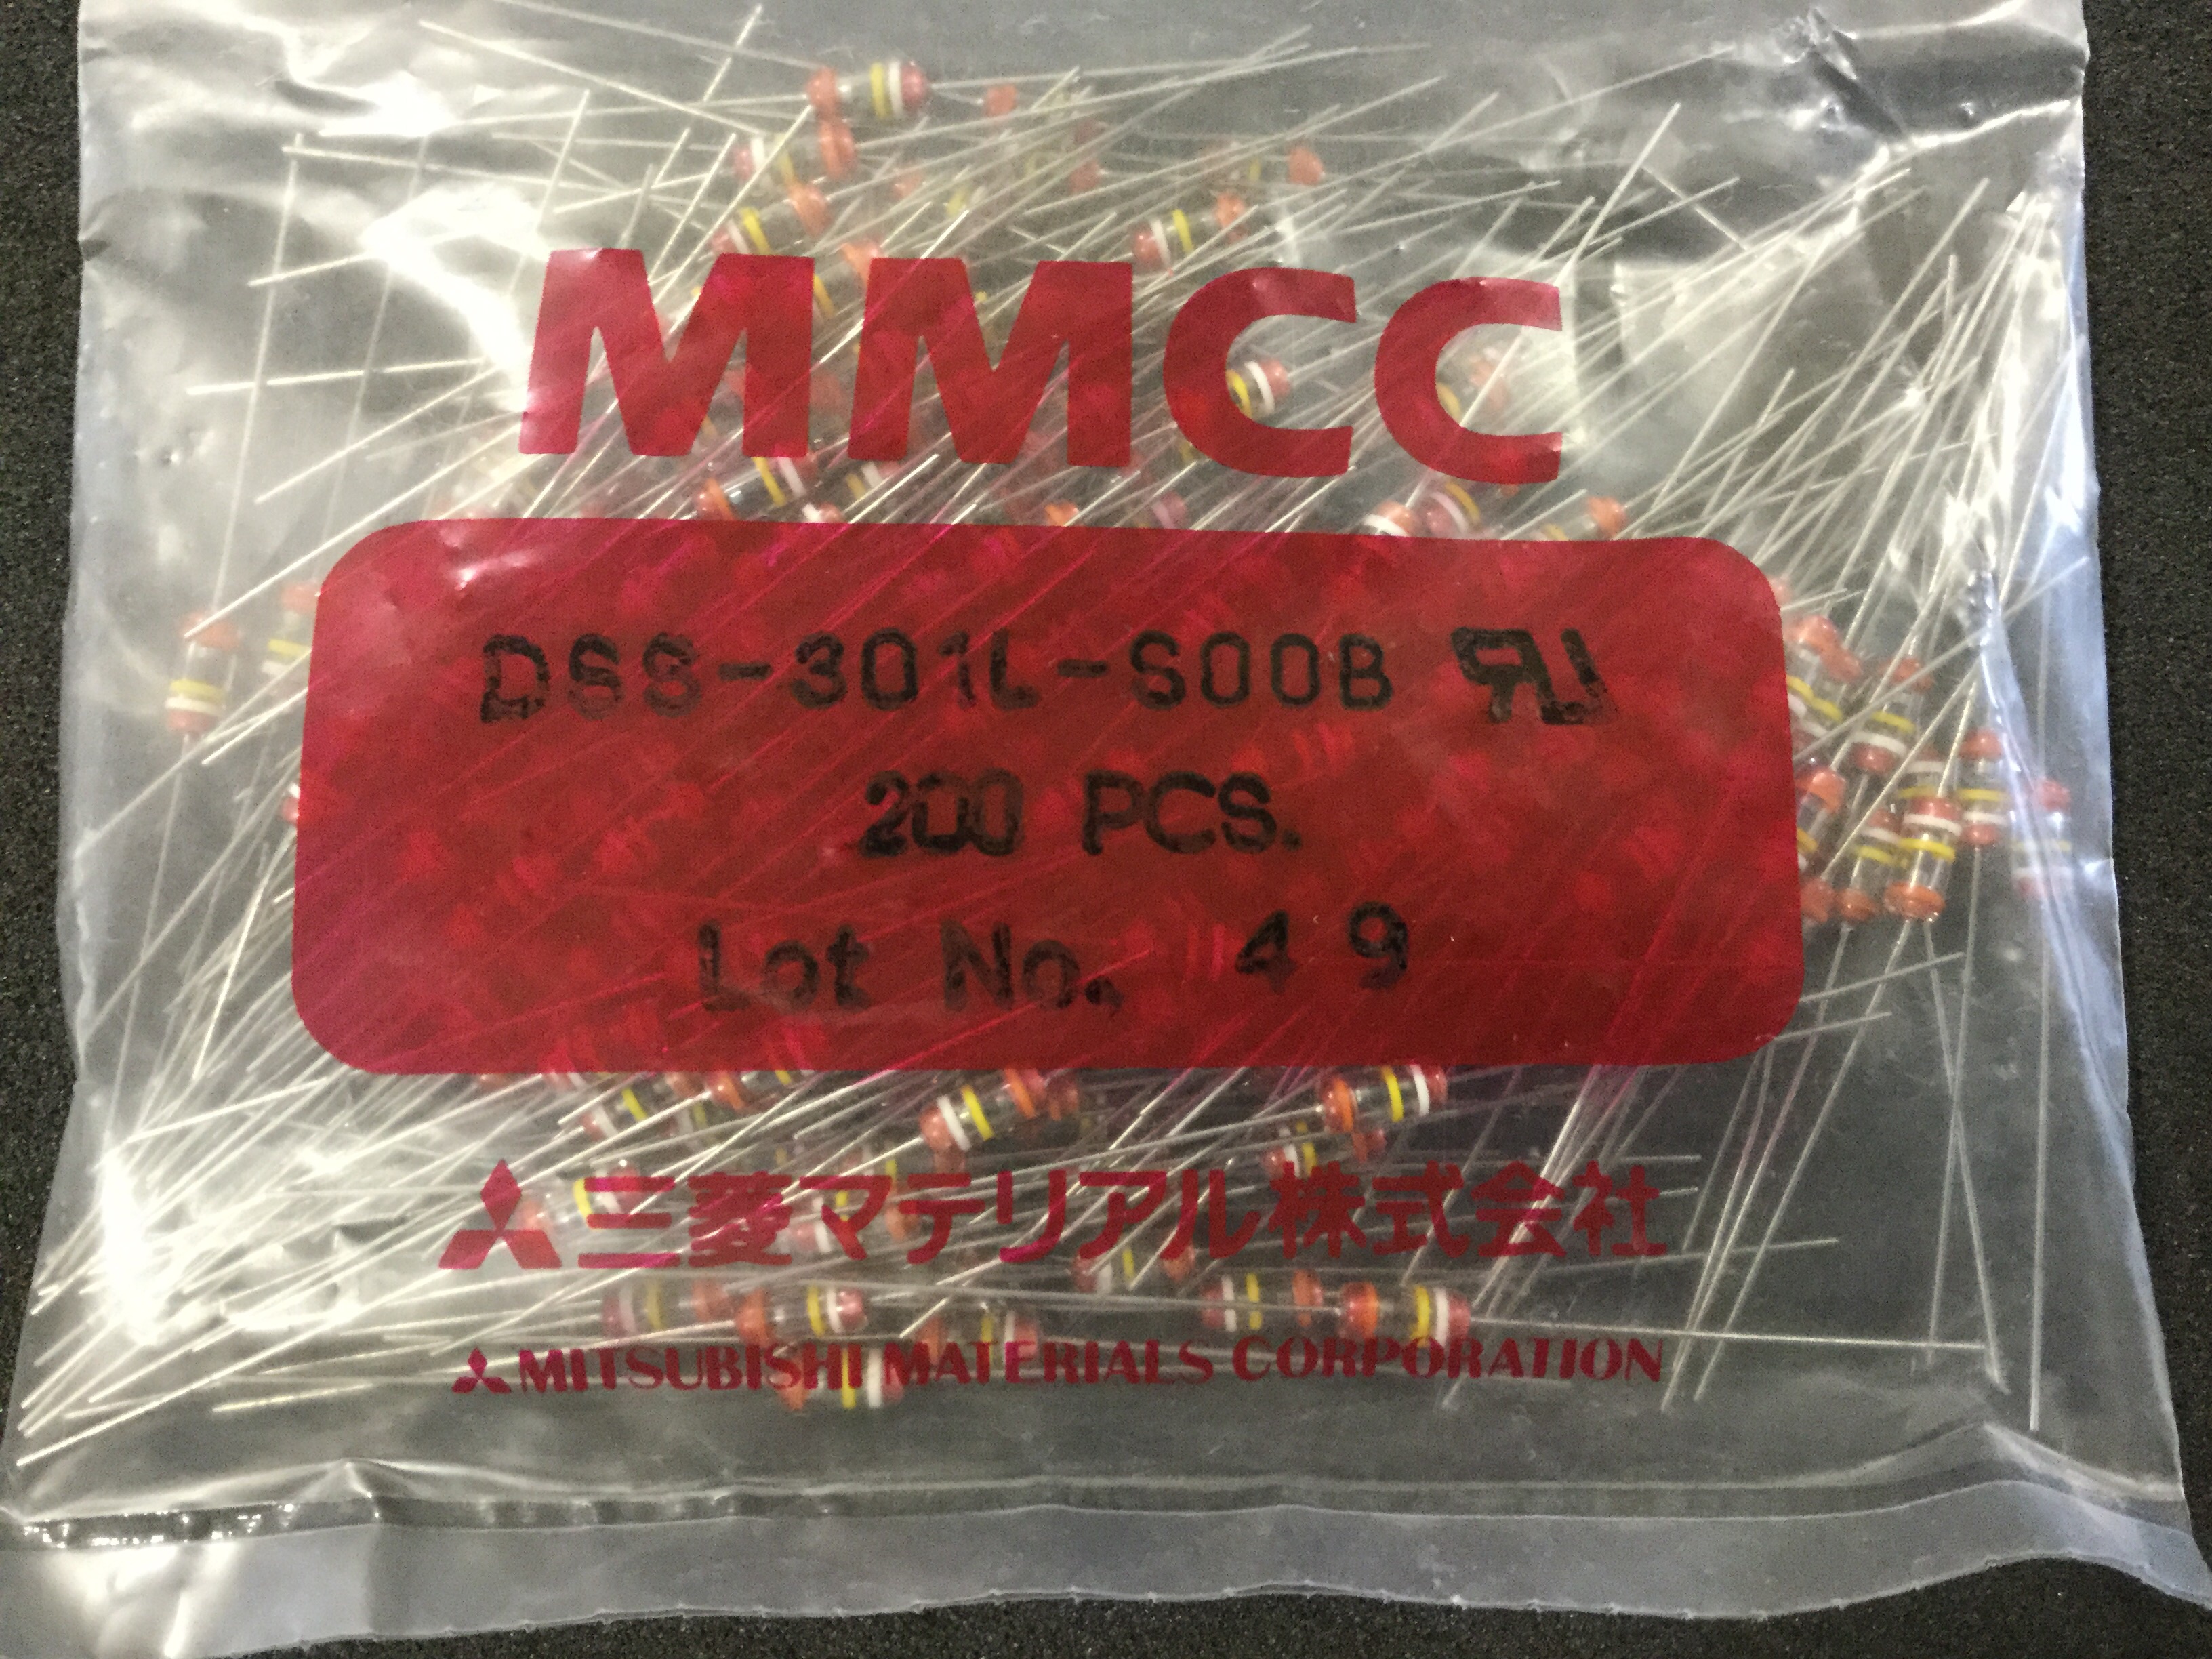 MMCC
DSS-301L-S00B RU
200 PCS.
Lot No. 49
三菱マテリアル株式会社
MITSUBISHI MATERIALS CORPORATION